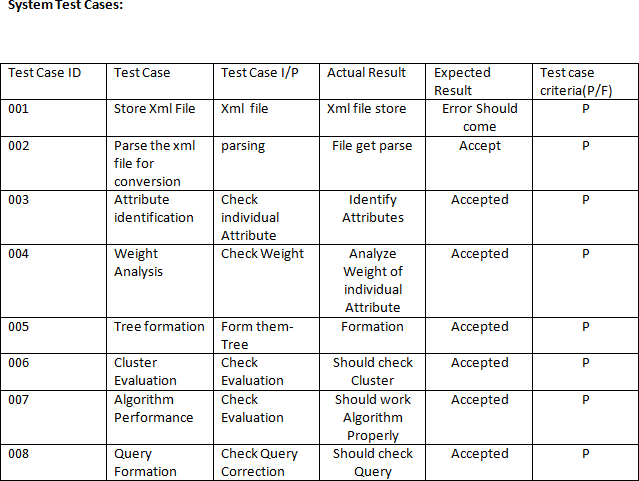 System Test Cases:
Test Case ID Test Case Test Case I/P Actual Result Expected Result Test case criteria(P/F)
001 Store Xml File Xml file Xml file store Error Should come P
002 Parse the xml file for conversion parsing File get parse Accept P
003 Attribute identification Check individual Attribute Identify Attributes Accepted P
004 Weight Analysis Check Weight Analyze Weight of individual Attribute Accepted P
005 Tree formation Form them- Tree Formation Accepted P
006 Cluster Evaluation Check Evaluation Should check Cluster Accepted P
007 Algorithm Performance Check Evaluation Should work Algorithm Properly Accepted P
008 Query Formation Check Query Correction Should check Query Accepted P